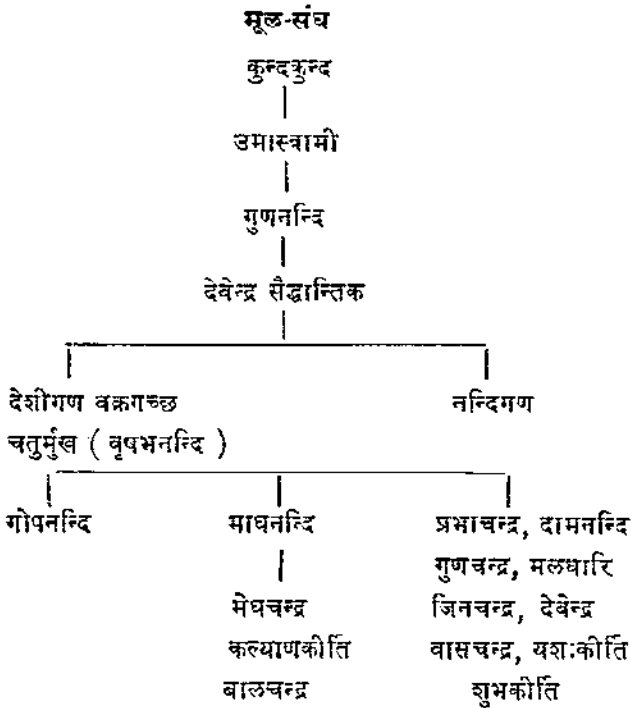 मूल-संघ
कुन्दकुन्द
उमास्वामी
गुणनन्दि
देवेन्द्र सैद्धान्तिक
देशीगण वक्रगच्छ नन्दिगण
चतुर्मुख ( वृषभनन्दि )
गोपनन्दि माघनन्दि प्रभाचन्द्र, दामनन्दि
गुणचन्द्र, मलधारि
मेघचन्द्र जिनचन्द्र, देवेन्द्र
कल्याणकीर्ति वासचन्द्र, यशःकीर्ति
बालचन्द्र शुभकीर्ति